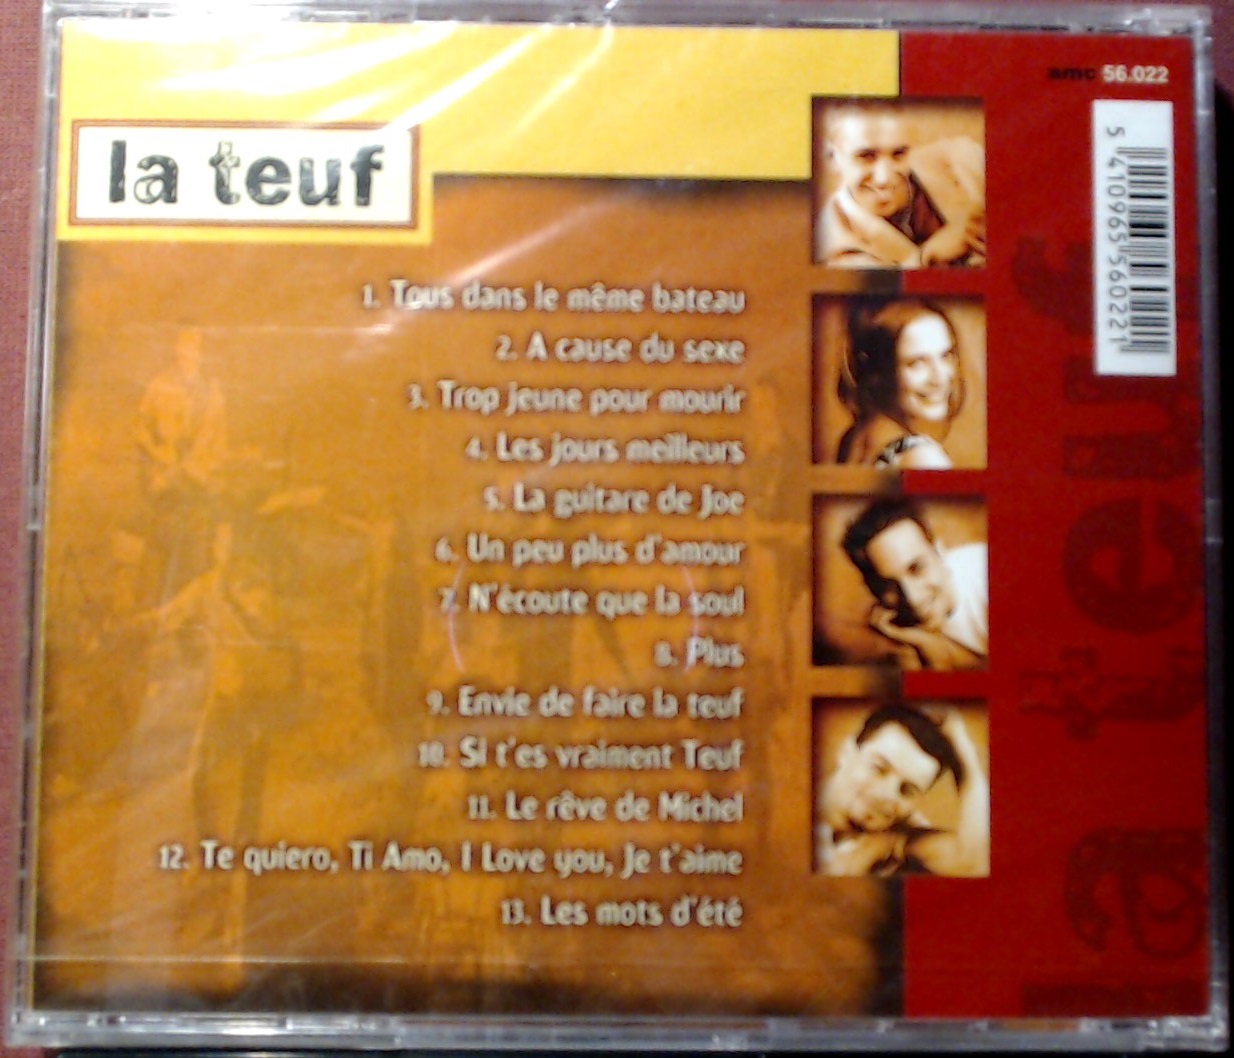 amc 56.022
la teuf
5 410965 560221
1. Tous dans le même bateau
2. A cause du sexe
3. Trop jeune pour mourir
4. Les jours meilleurs
5. La guitare de Joe
6. Un peu plus d'amour
7. N'écoute que la soul
8. Plus
9. Envie de faire la teuf
10. Si t'es vraiment Teuf
11. Le rêve de Michel
12. Te quiero, Ti Amo, I Love you, Je t'aime
13. Les mots d'été
la teuf